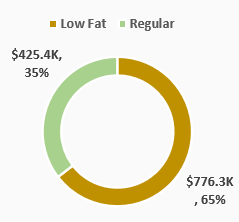 Low Fat Regular
$425.4K,
35%
$776.3K
, 65%